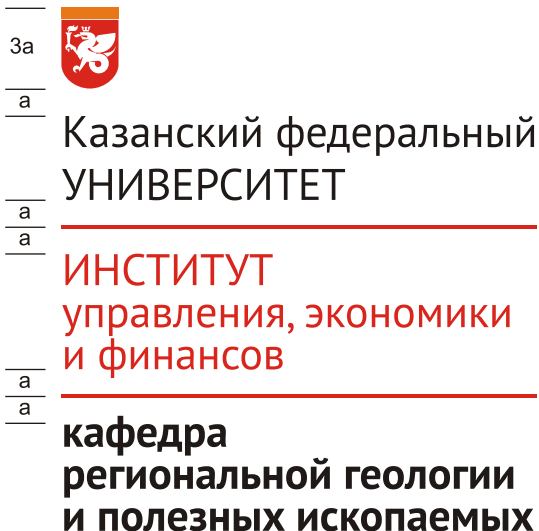 3a
a
Казанский федеральный
УНИВЕРСИТЕТ
a
a
ИНСТИТУТ
управления, экономики
и финансов
a
a
кафедра
региональной геологии
и полезных ископаемых